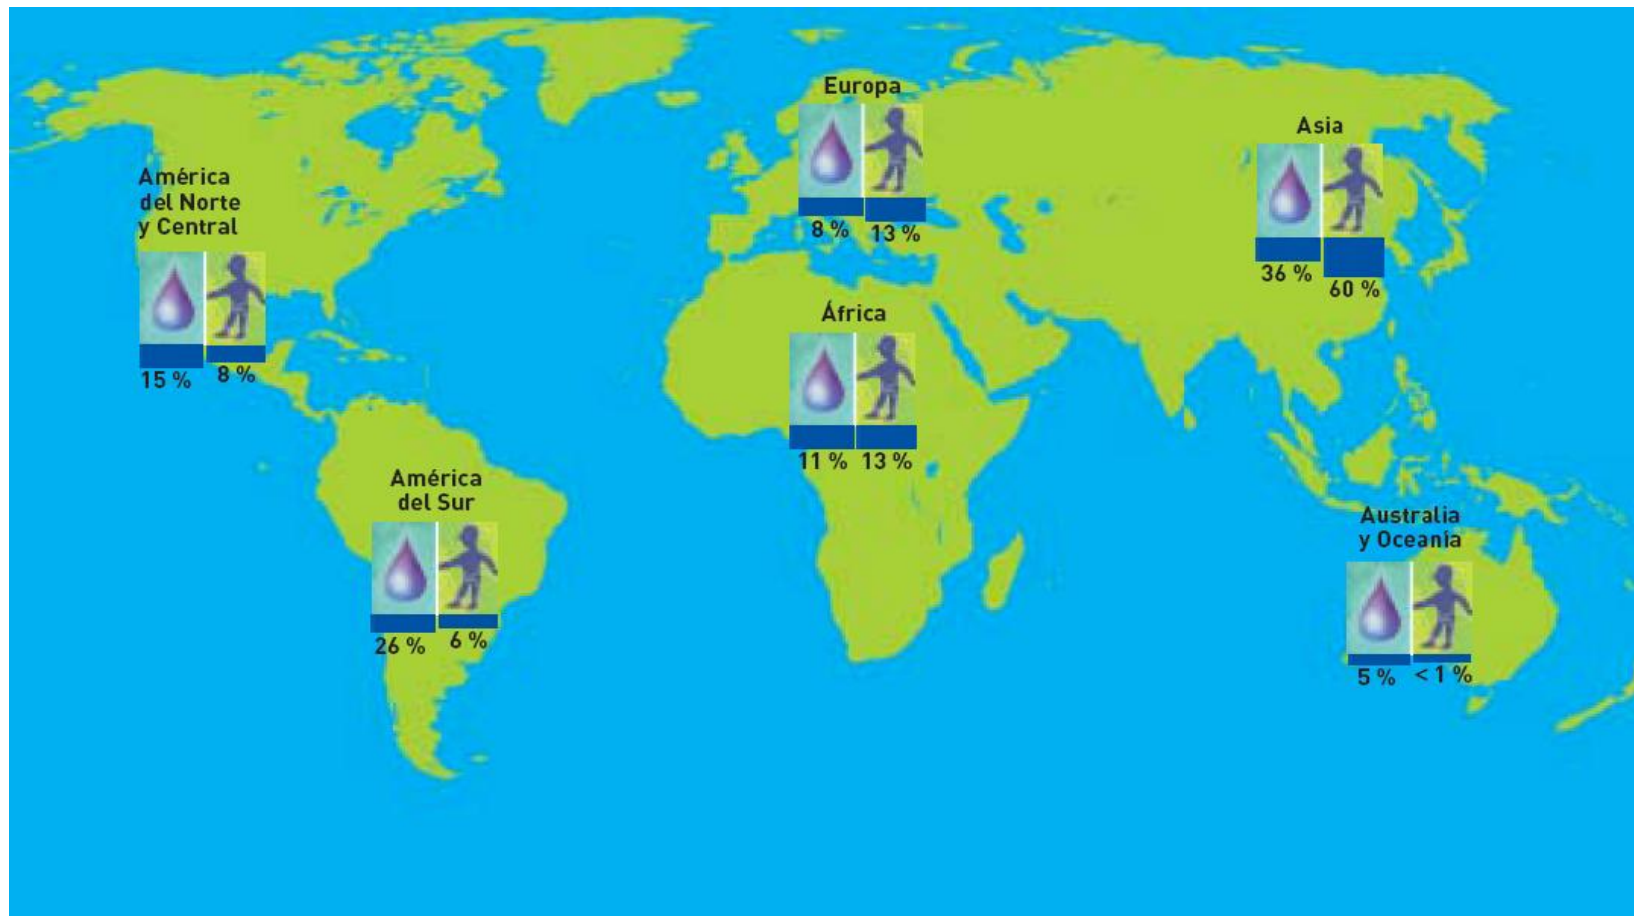 Europa
8 % 13 %
Asia
36 %
60 %
América
del Norte
y Central
15 % 8 %
África
11 % 13 %
América
del Sur
26 % 6 %
Australia
y Oceanía
5 % < 1 %